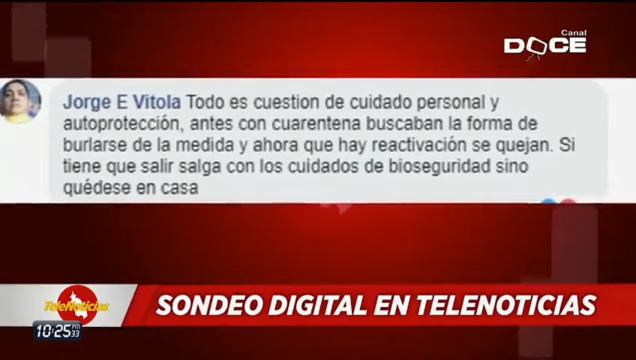 Canal
DOCE
Jorge E Vitola Todo es cuestion de cuidado personal y
autoprotección, antes con cuarentena buscaban la forma de
burlarse de la medida y ahora que hay reactivación se quejan. Si
tiene que salir salga con los cuidados de bioseguridad sino
quédese en casa
TeleNoticias
SONDEO DIGITAL EN TELENOTICIAS
10:25 PM
33